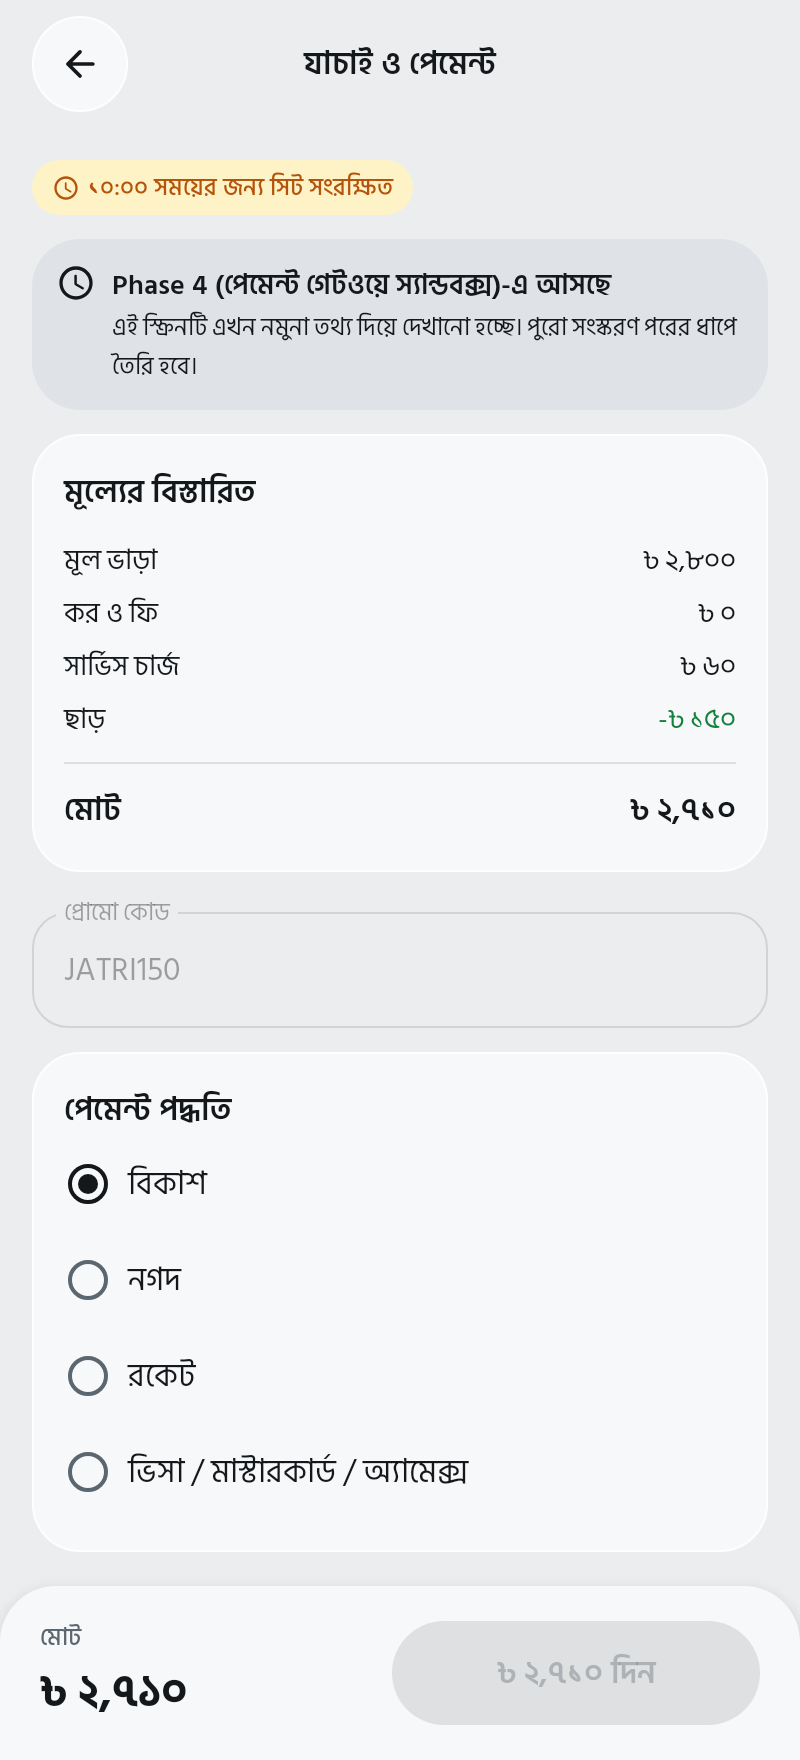 যাচাই ও পেমেন্ট
১০:০০ সময়ের জন্য সিট সংরক্ষিত
Phase 4 (পেমেন্ট গেটওয়ে স্যান্ডবক্স)-এ আসছে
এই স্ক্রিনটি এখন নমুনা তথ্য দিয়ে দেখানো হচ্ছে। পুরো সংস্করণ পরের ধাপে
তৈরি হবে।
মূল্যের বিস্তারিত
মূল ভাড়া ৳ ২,৮০০
কর ও ফি ৳ ০
সার্ভিস চার্জ ৳ ৬০
ছাড় -৳ ১৫০
মোট ৳ ২,৭১০
প্রোমো কোড
JATRI150
পেমেন্ট পদ্ধতি
বিকাশ
নগদ
রকেট
ভিসা / মাস্টারকার্ড / অ্যামেক্স
মোট
৳ ২,৭১০
৳ ২,৭১০ দিন